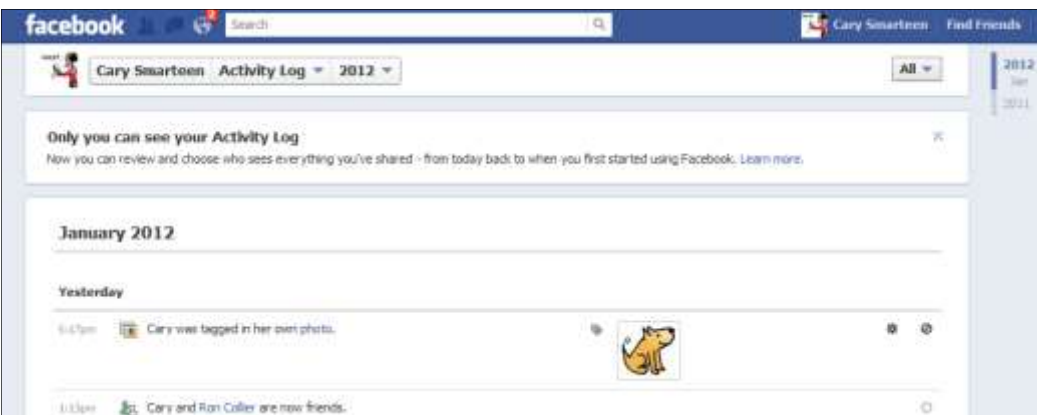 facebook
Search
Cary Smarteen
Find Friends
Cary Smarteen Activity Log 2012
All
2012
Jan
2011
Only you can see your Activity Log
Now you can review and choose who sees everything you've shared - from today back to when you first started using Facebook. Learn more.
January 2012
Yesterday
Cary was tagged in her own photo.
Cary and Ron Collier are now friends.